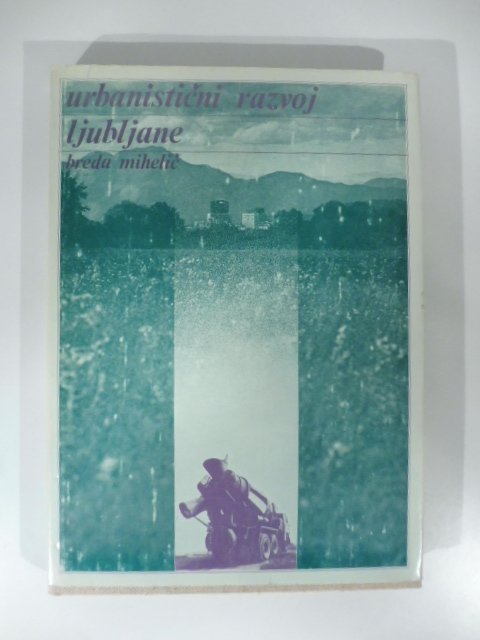 urbanistični razvoj
ljubljane
breda mihelič